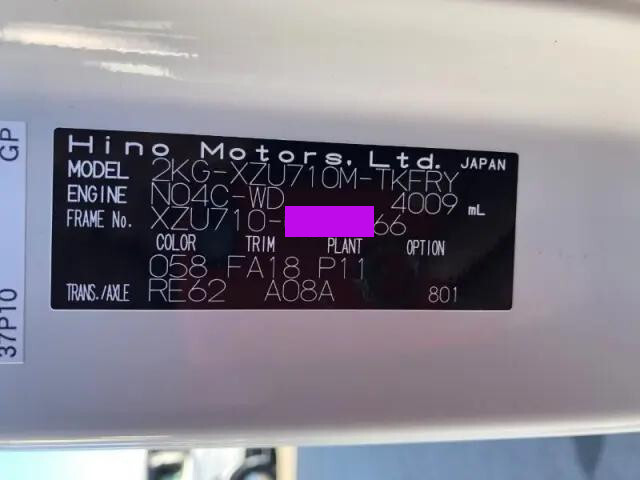 Hino Motors, Ltd. JAPAN
MODEL 2KG-XZU710M-TKFRY
ENGINE N04C-WD 4009 mL
FRAME No. XZU710- 66
COLOR TRIM PLANT OPTION
058 FA18 P11
TRANS./AXLE RE62 A08A 801
GP
37P10